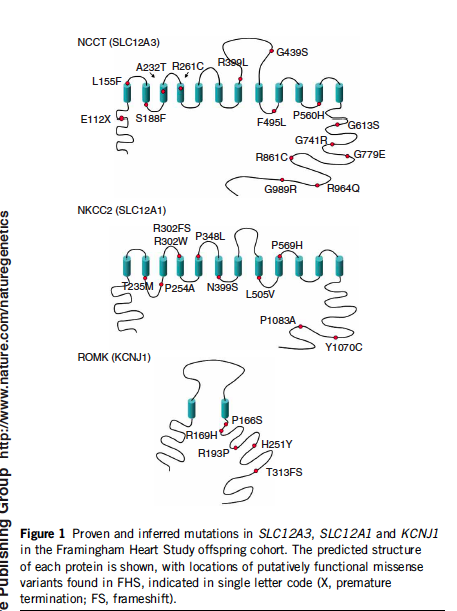 NCCT (SLC12A3)
G439S
A232T
R261C
R399L
L155F
E112X
S188F
F495L
P560H
G613S
G741R
R861C
G779E
G989R
R964Q
NKCC2 (SLC12A1)
R302FS
R302W
P348L
P569H
T235M
P254A
N399S
L505V
P1083A
Y1070C
ROMK (KCNJ1)
P166S
R169H
H251Y
R193P
T313FS
Figure 1 Proven and inferred mutations in SLC12A3, SLC12A1 and KCNJ1
in the Framingham Heart Study offspring cohort. The predicted structure
of each protein is shown, with locations of putatively functional missense
variants found in FHS, indicated in single letter code (X, premature
termination; FS, frameshift).
Publishing Group http://www.nature.com/naturegenetics